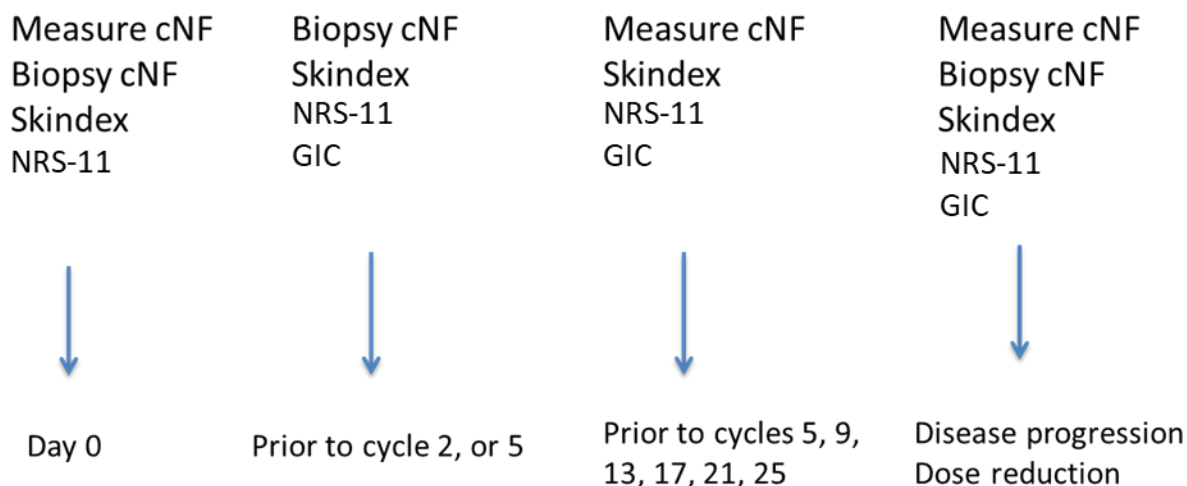 Measure cNF
Biopsy cNF
Skindex
NRS-11
Biopsy cNF
Skindex
NRS-11
GIC
Measure cNF
Skindex
NRS-11
GIC
Measure cNF
Biopsy cNF
Skindex
NRS-11
GIC
Day 0
Prior to cycle 2, or 5
Prior to cycles 5, 9,
13, 17, 21, 25
Disease progression
Dose reduction